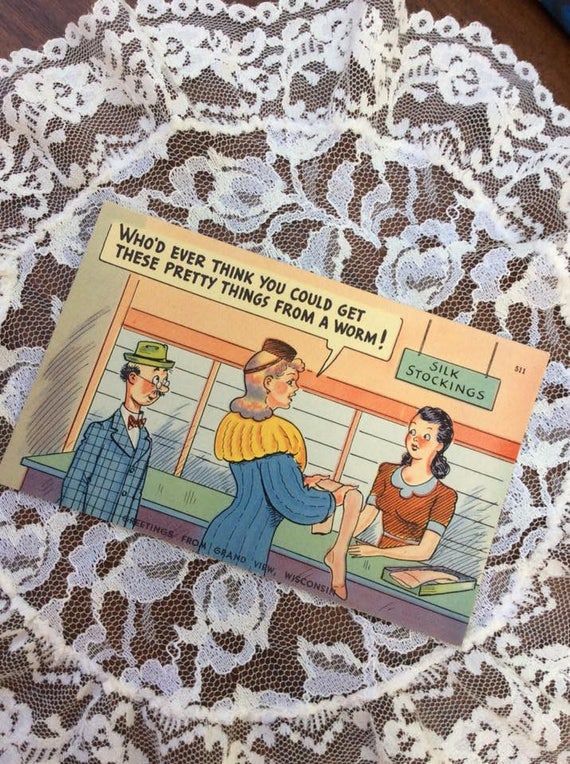 WHO'D EVER THINK YOU COULD GET
THESE PRETTY THINGS FROM A WORM!
SILK
STOCKINGS
511
GREETINGS FROM GRAND VIEW, WISCONSIN